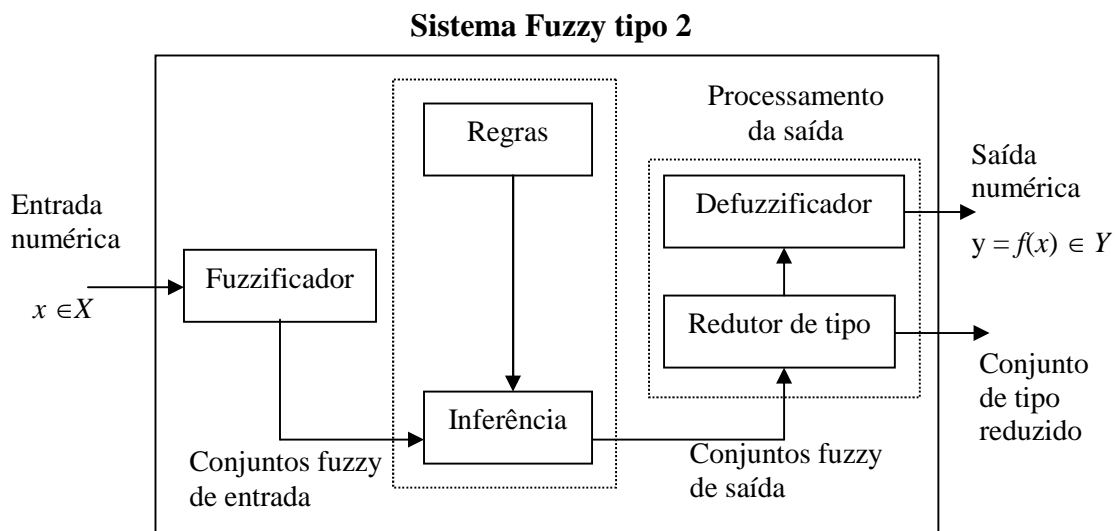 Sistema Fuzzy tipo 2
Entrada
numérica
x ∈X
Fuzzificador
Conjuntos fuzzy
de entrada
Regras
Inferência
Conjuntos fuzzy
de saída
Processamento
da saída
Defuzzificador
Redutor de tipo
Saída
numérica
y = f(x) ∈ Y
Conjunto
de tipo
reduzido